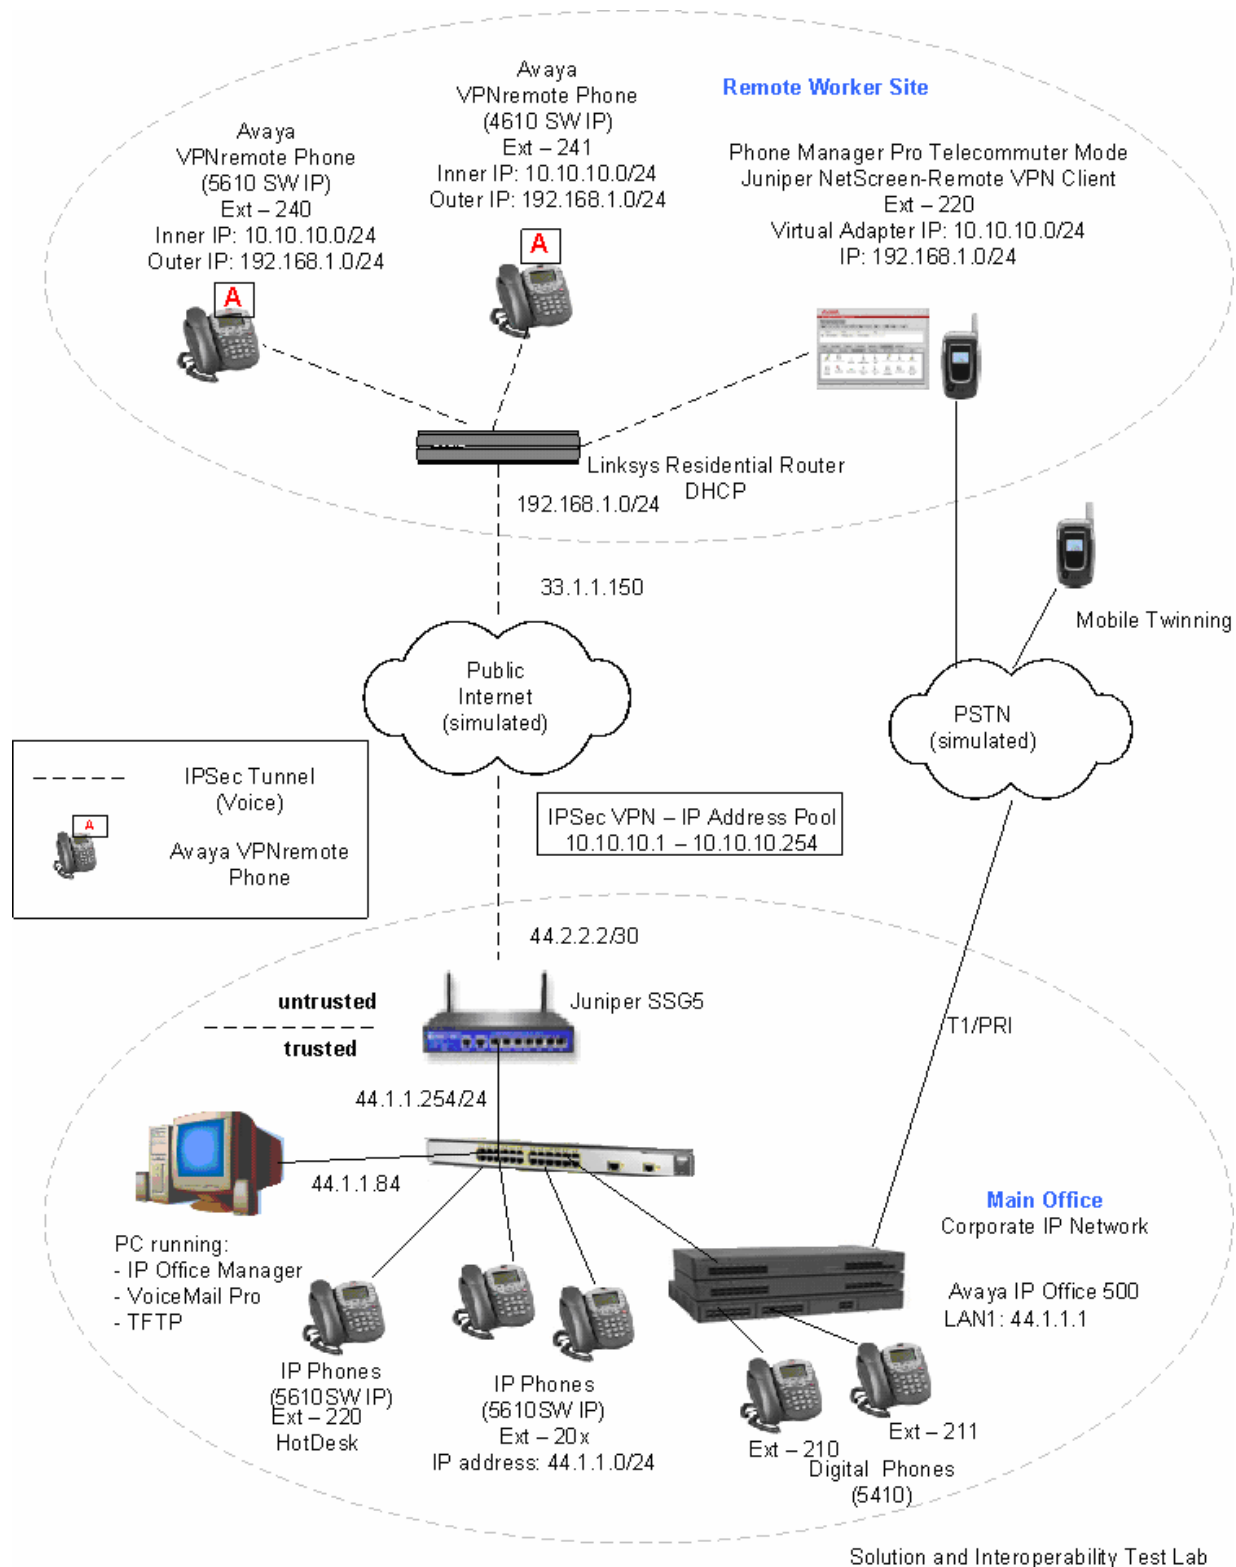 Avaya
VPNremote Phone
(4610 SW IP)
Ext – 241
Inner IP: 10.10.10.0/24
Outer IP: 192.168.1.0/24
A
Remote Worker Site
Avaya
VPNremote Phone
(5610 SW IP)
Ext – 240
Inner IP: 10.10.10.0/24
Outer IP: 192.168.1.0/24
A
Phone Manager Pro Telecommuter Mode
Juniper NetScreen-Remote VPN Client
Ext – 220
Virtual Adapter IP: 10.10.10.0/24
IP: 192.168.1.0/24
Linksys Residential Router
DHCP
192.168.1.0/24
33.1.1.150
Mobile Twinning
Public
Internet
(simulated)
PSTN
(simulated)
IPSec Tunnel
(Voice)
A
Avaya VPNremote
Phone
IPSec VPN – IP Address Pool
10.10.10.1 – 10.10.10.254
44.2.2.2/30
untrusted
trusted
Juniper SSG5
T1/PRI
44.1.1.254/24
44.1.1.84
Main Office
Corporate IP Network
PC running:
- IP Office Manager
- VoiceMail Pro
- TFTP
Avaya IP Office 500
LAN1: 44.1.1.1
IP Phones
(5610SW IP)
Ext – 220
HotDesk
IP Phones
(5610SW IP)
Ext – 20x
IP address: 44.1.1.0/24
Ext – 210
Ext – 211
Digital Phones
(5410)
Solution and Interoperability Test Lab